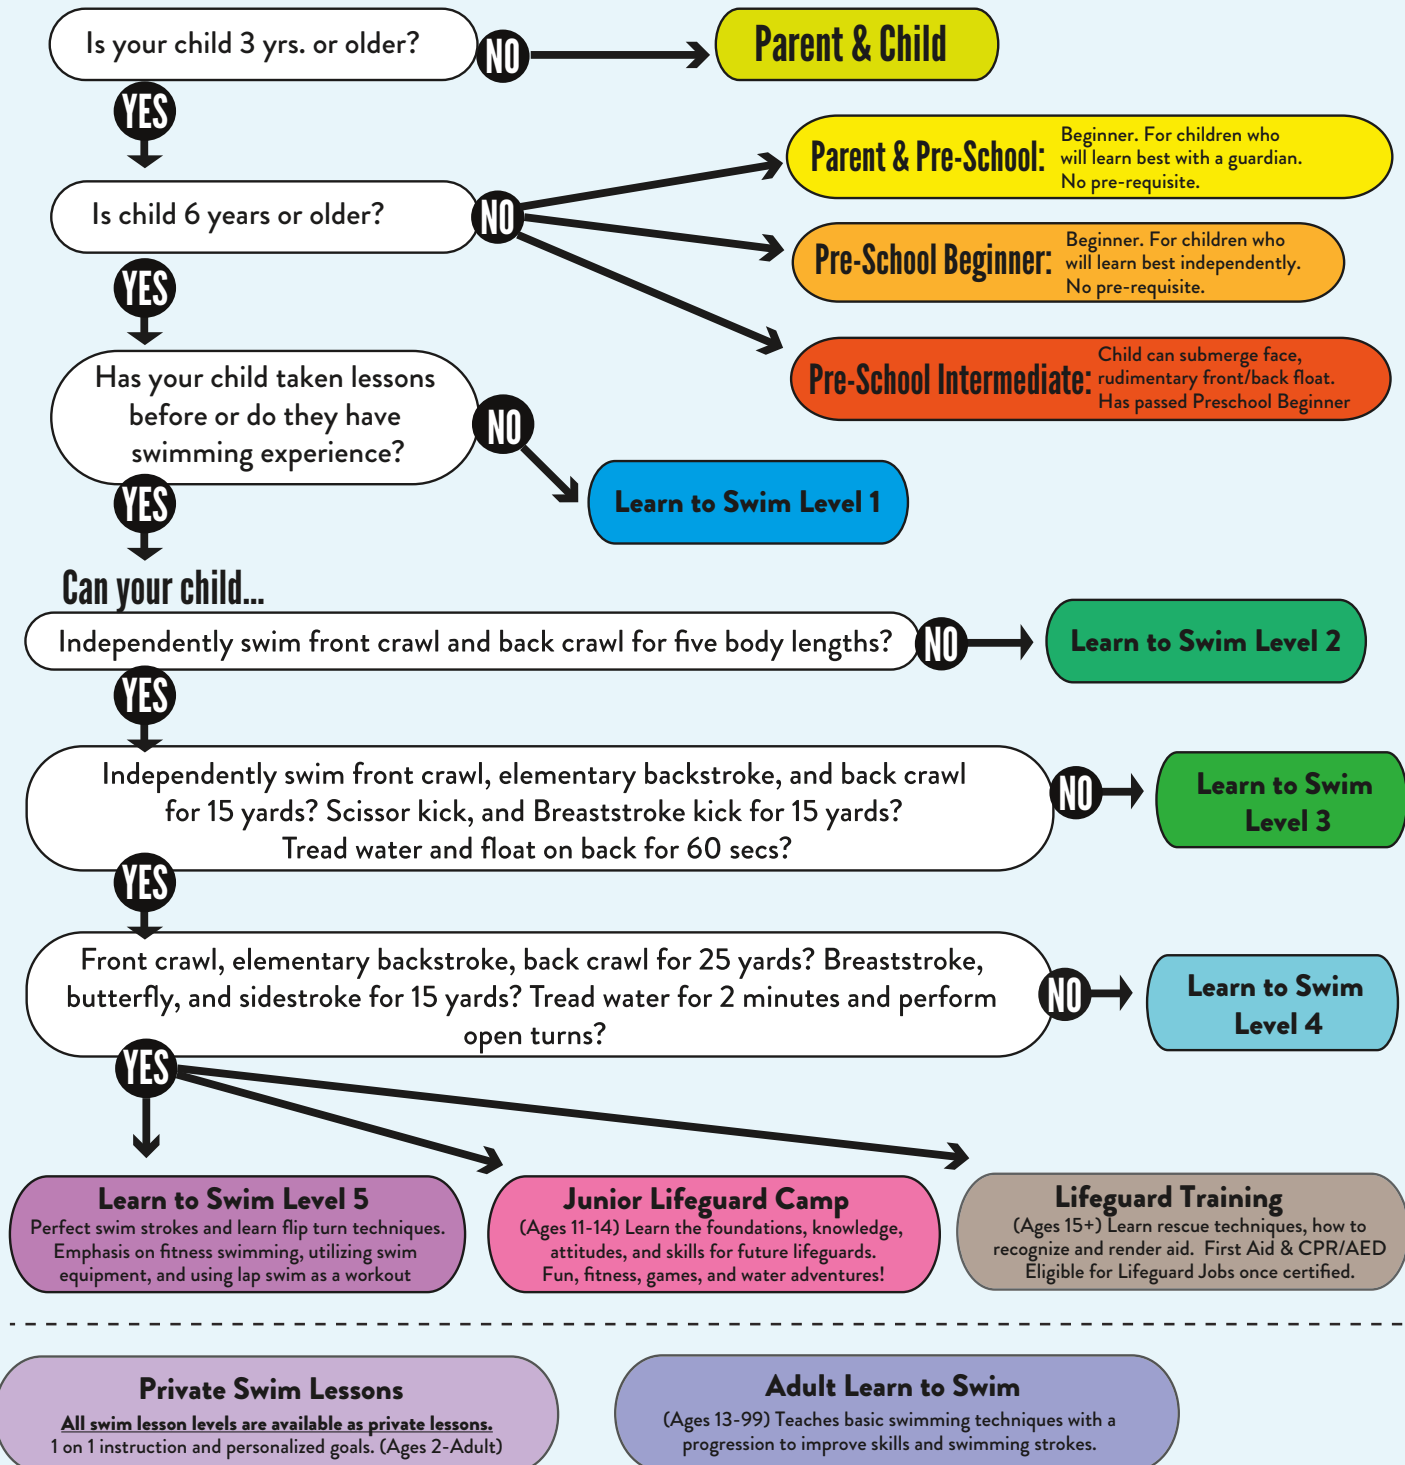 Is your child 3 yrs. or older?
NO
Parent & Child
YES
Is child 6 years or older?
NO
Parent & Pre-School:
Beginner. For children who
will learn best with a guardian.
No pre-requisite.
Pre-School Beginner:
Beginner. For children who
will learn best independently.
No pre-requisite.
Pre-School Intermediate:
Child can submerge face,
rudimentary front/back float.
Has passed Preschool Beginner
YES
Has your child taken lessons
before or do they have
swimming experience?
NO
Learn to Swim Level 1
YES
Can your child...
Independently swim front crawl and back crawl for five body lengths?
NO
Learn to Swim Level 2
YES
Independently swim front crawl, elementary backstroke, and back crawl
for 15 yards? Scissor kick, and Breaststroke kick for 15 yards?
Tread water and float on back for 60 secs?
NO
Learn to Swim
Level 3
YES
Front crawl, elementary backstroke, back crawl for 25 yards? Breaststroke,
butterfly, and sidestroke for 15 yards? Tread water for 2 minutes and perform
open turns?
NO
Learn to Swim
Level 4
YES
Learn to Swim Level 5
Perfect swim strokes and learn flip turn techniques.
Emphasis on fitness swimming, utilizing swim
equipment, and using lap swim as a workout
Junior Lifeguard Camp
(Ages 11-14) Learn the foundations, knowledge,
attitudes, and skills for future lifeguards.
Fun, fitness, games, and water adventures!
Lifeguard Training
(Ages 15+) Learn rescue techniques, how to
recognize and render aid. First Aid & CPR/AED
Eligible for Lifeguard Jobs once certified.
Private Swim Lessons
All swim lesson levels are available as private lessons.
1 on 1 instruction and personalized goals. (Ages 2-Adult)
Adult Learn to Swim
(Ages 13-99) Teaches basic swimming techniques with a
progression to improve skills and swimming strokes.